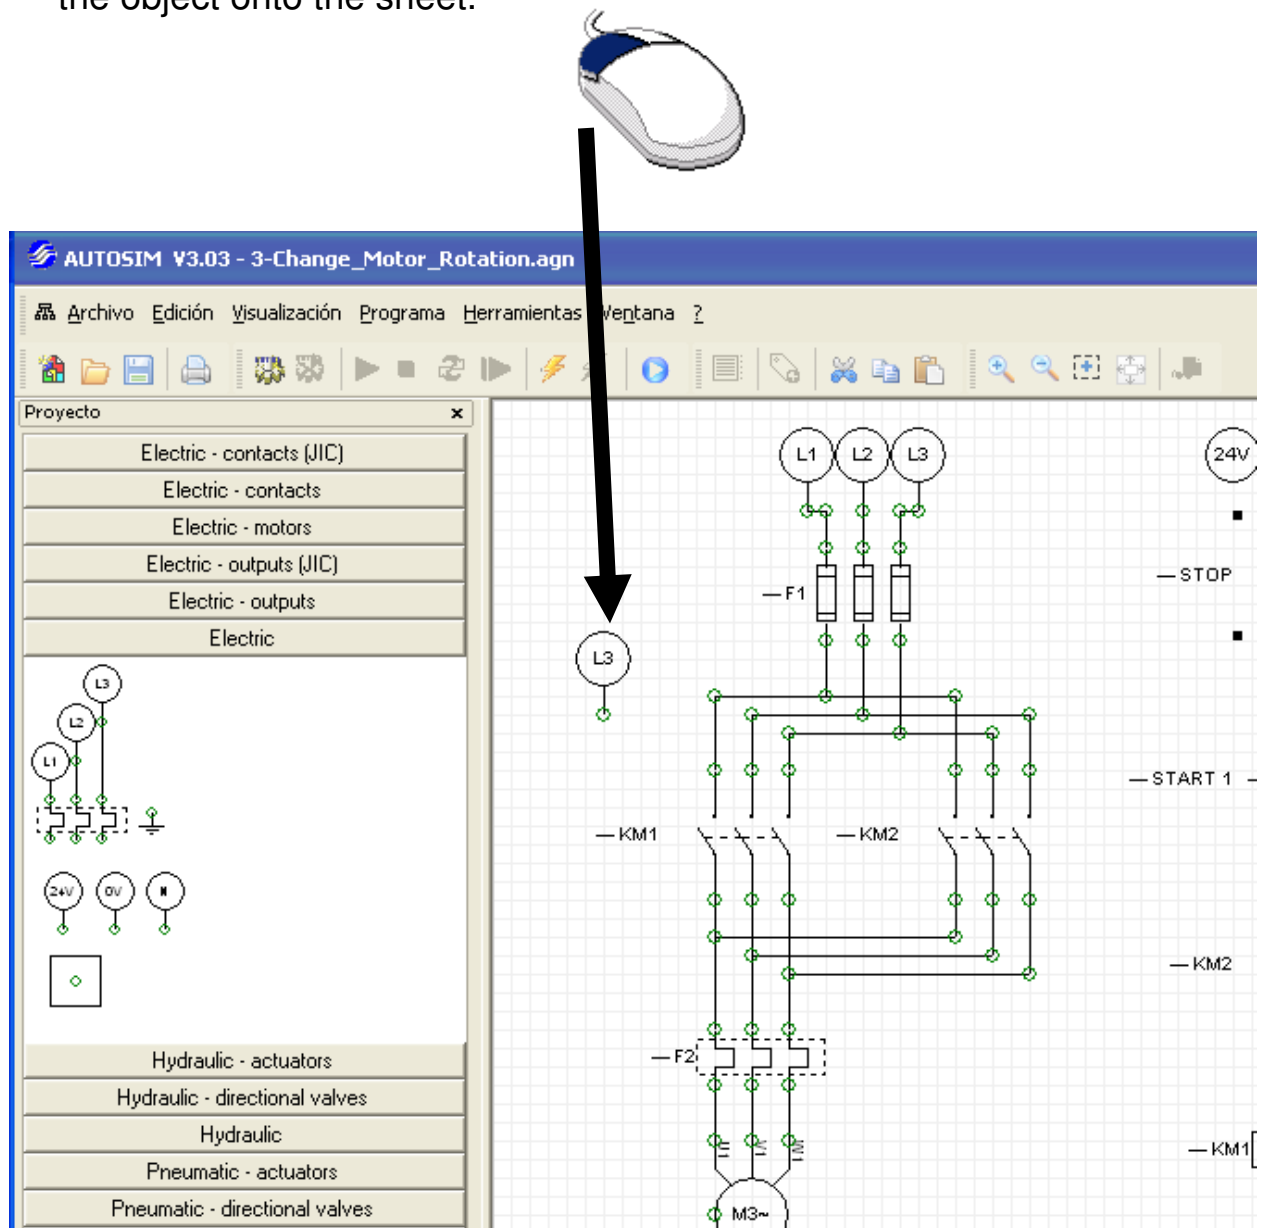 the object onto the sheet.
AUTOSIM V3.03 - 3-Change_Motor_Rotation.agn
Archivo Edición Visualización Programa Herramientas Ventana ?
Proyecto x
Electric - contacts (JIC)
Electric - contacts
Electric - motors
Electric - outputs (JIC)
Electric - outputs
Electric
L3
L2
L1
24V 0V N
Hydraulic - actuators
Hydraulic - directional valves
Hydraulic
Pneumatic - actuators
Pneumatic - directional valves
L1 L2 L3 24V
— F1 — STOP
L3
— START 1 –
— KM1 — KM2
— KM2
— F2
U1 V1 W1 — KM1
M3~